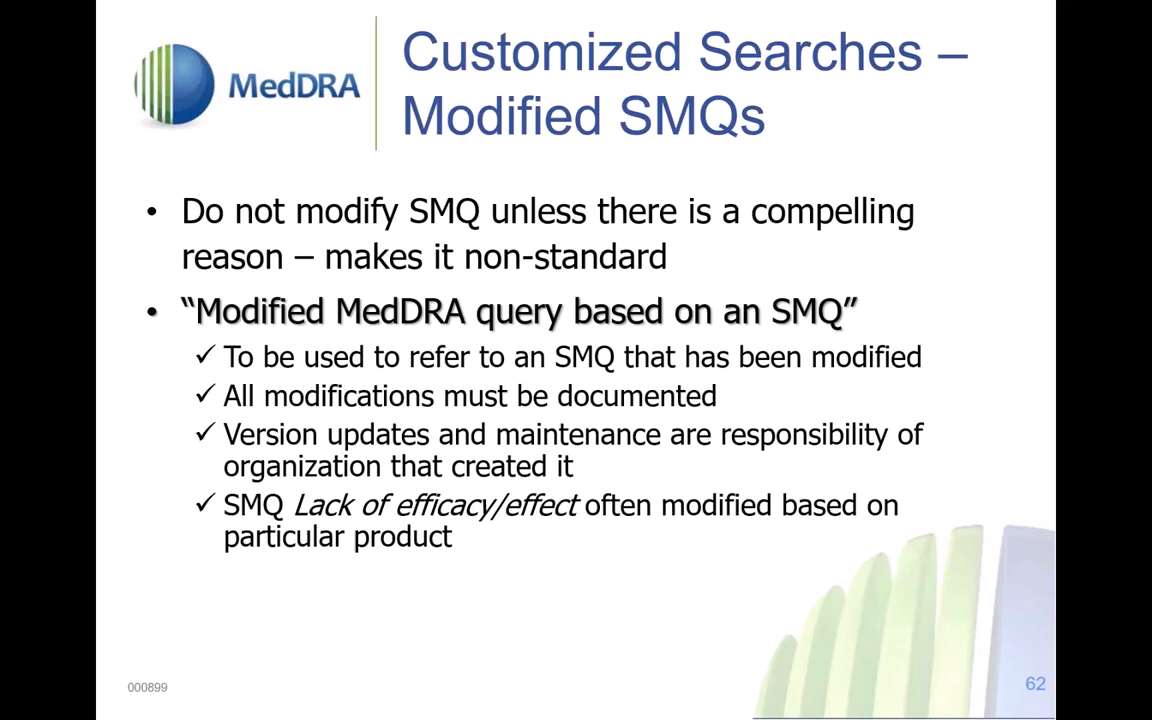 MedDRA
Customized Searches –
Modified SMQs
• Do not modify SMQ unless there is a compelling
reason – makes it non-standard
• “Modified MedDRA query based on an SMQ”
✓ To be used to refer to an SMQ that has been modified
✓ All modifications must be documented
✓ Version updates and maintenance are responsibility of
organization that created it
✓ SMQ Lack of efficacy/effect often modified based on
particular product
000899
62